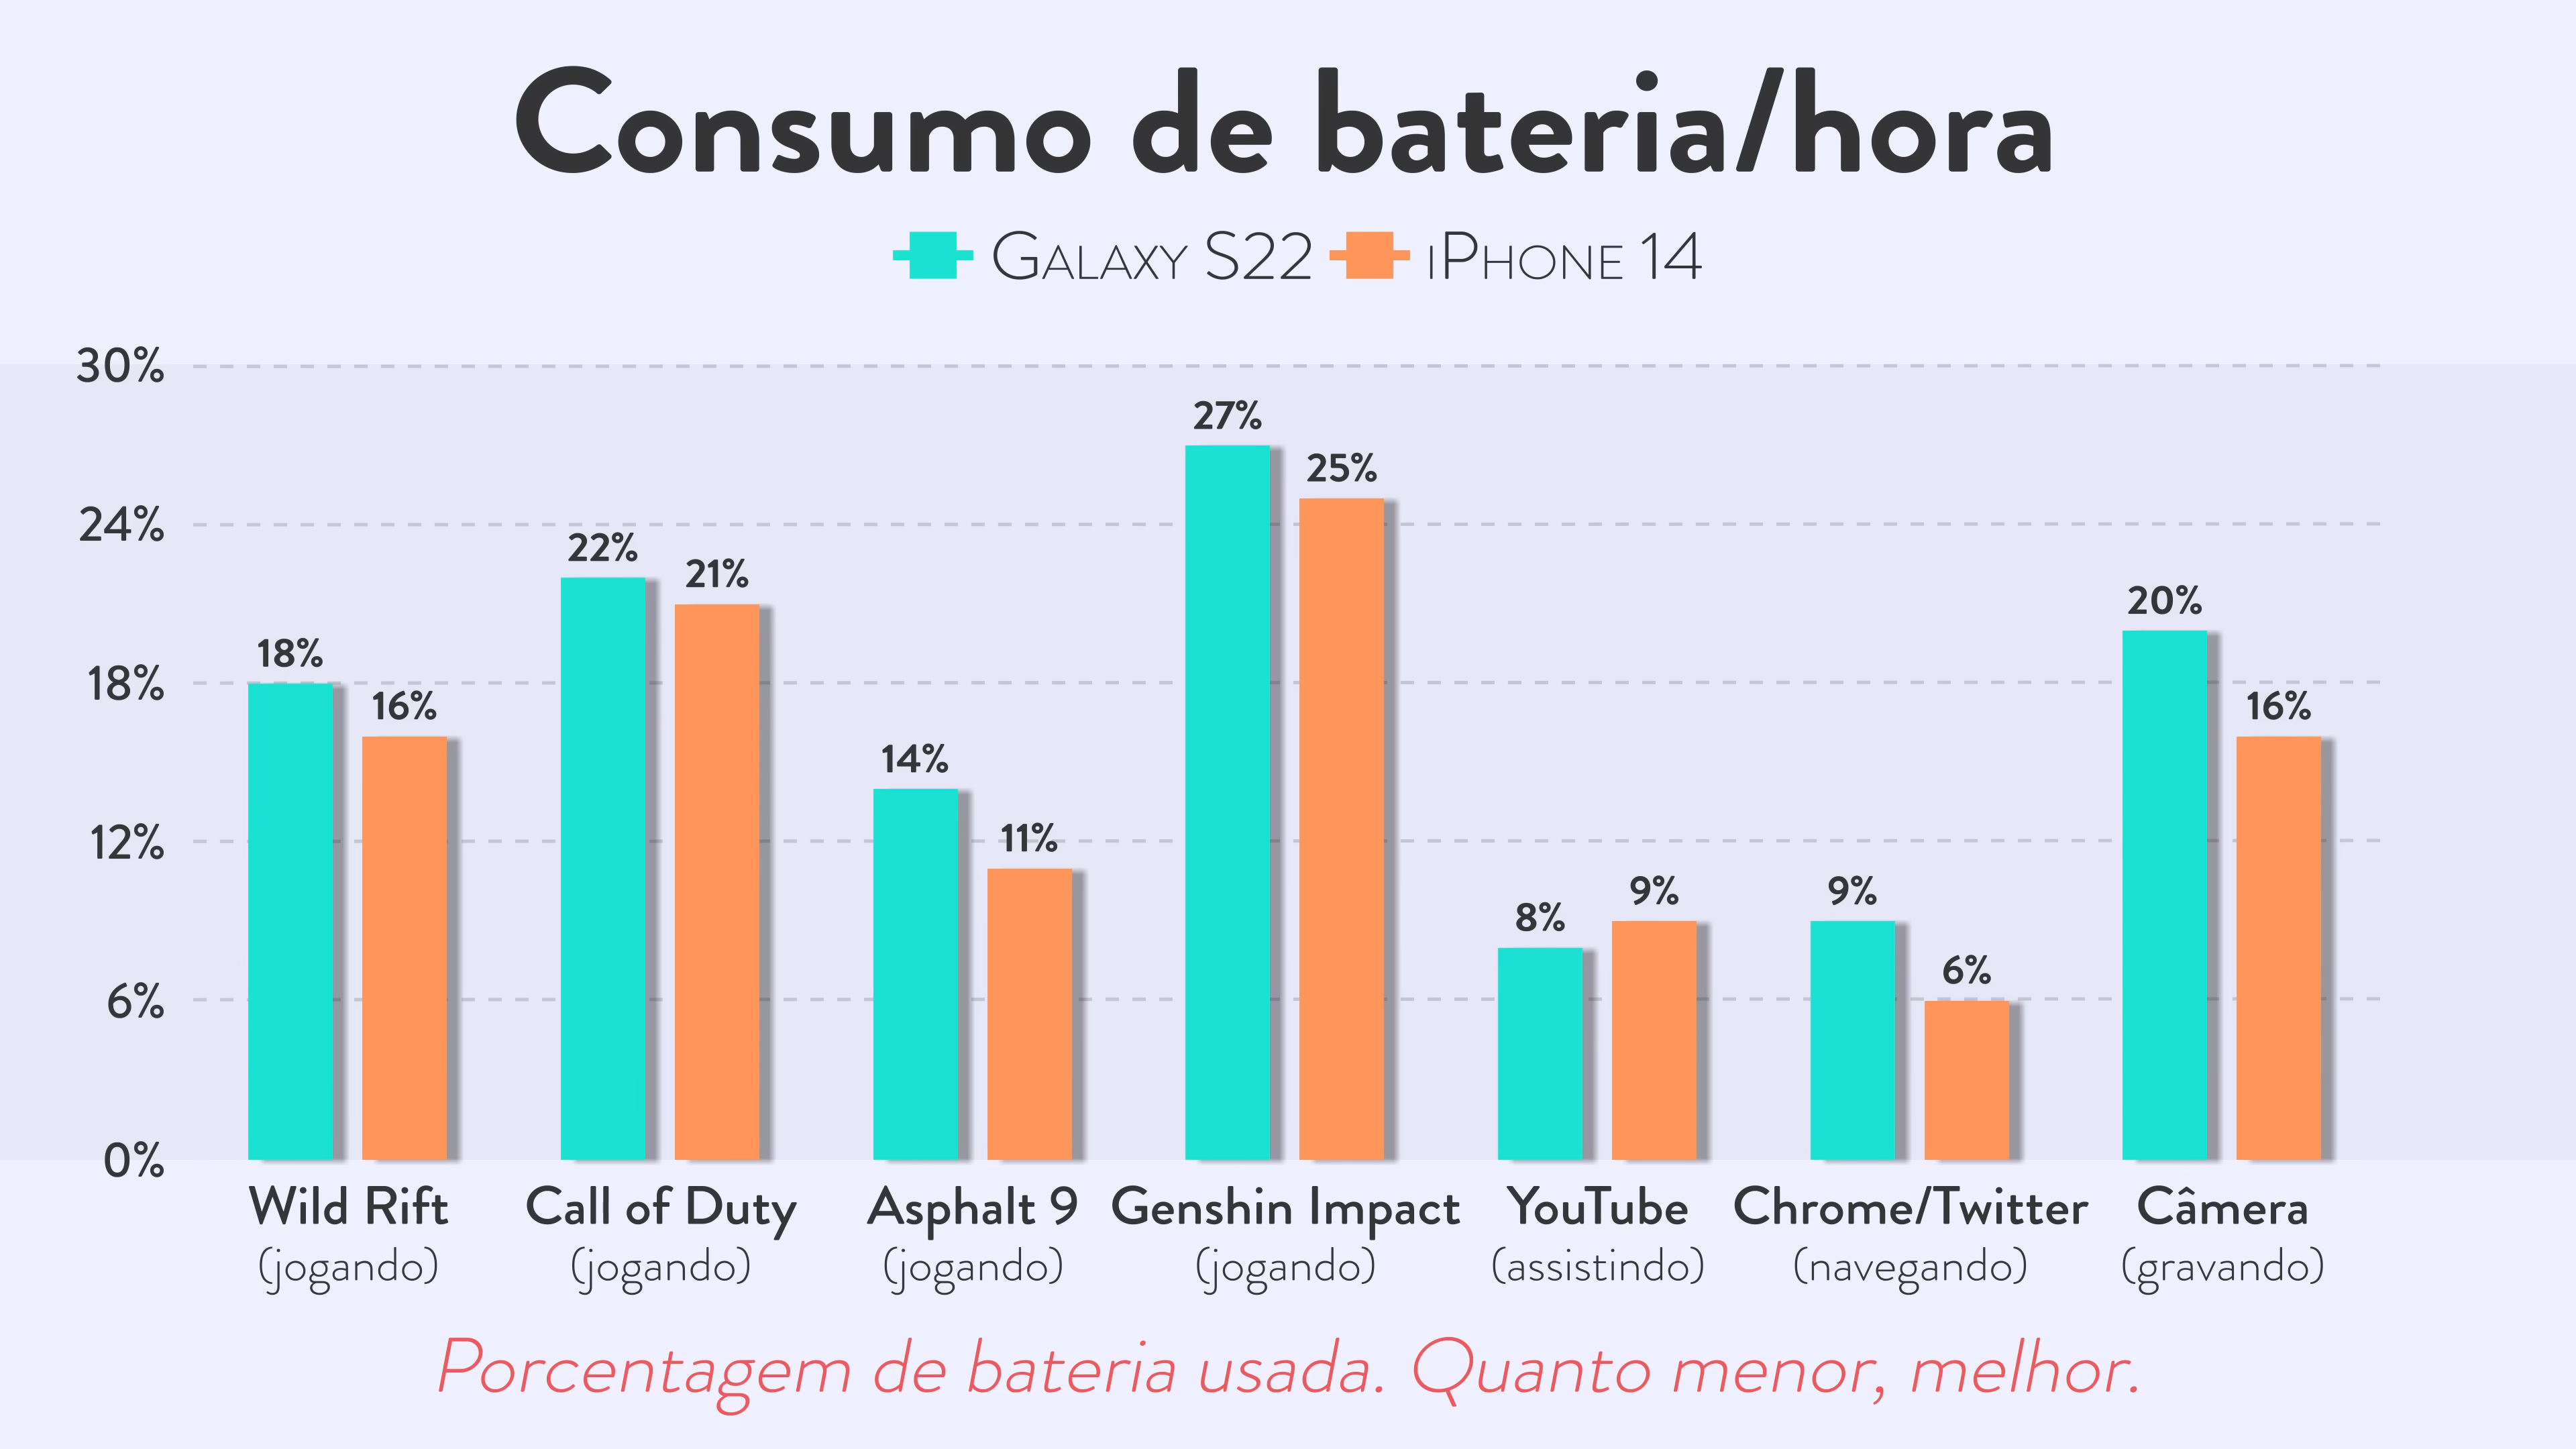 Consumo de bateria/hora
Galaxy S22 iPhone 14
30%
24%
18%
12%
6%
0%
18% 16% 22% 21% 14% 11% 27% 25% 8% 9% 9% 6% 20% 16%
Wild Rift Call of Duty Asphalt 9 Genshin Impact YouTube Chrome/Twitter Câmera
(jogando) (jogando) (jogando) (jogando) (assistindo) (navegando) (gravando)
Porcentagem de bateria usada. Quanto menor, melhor.